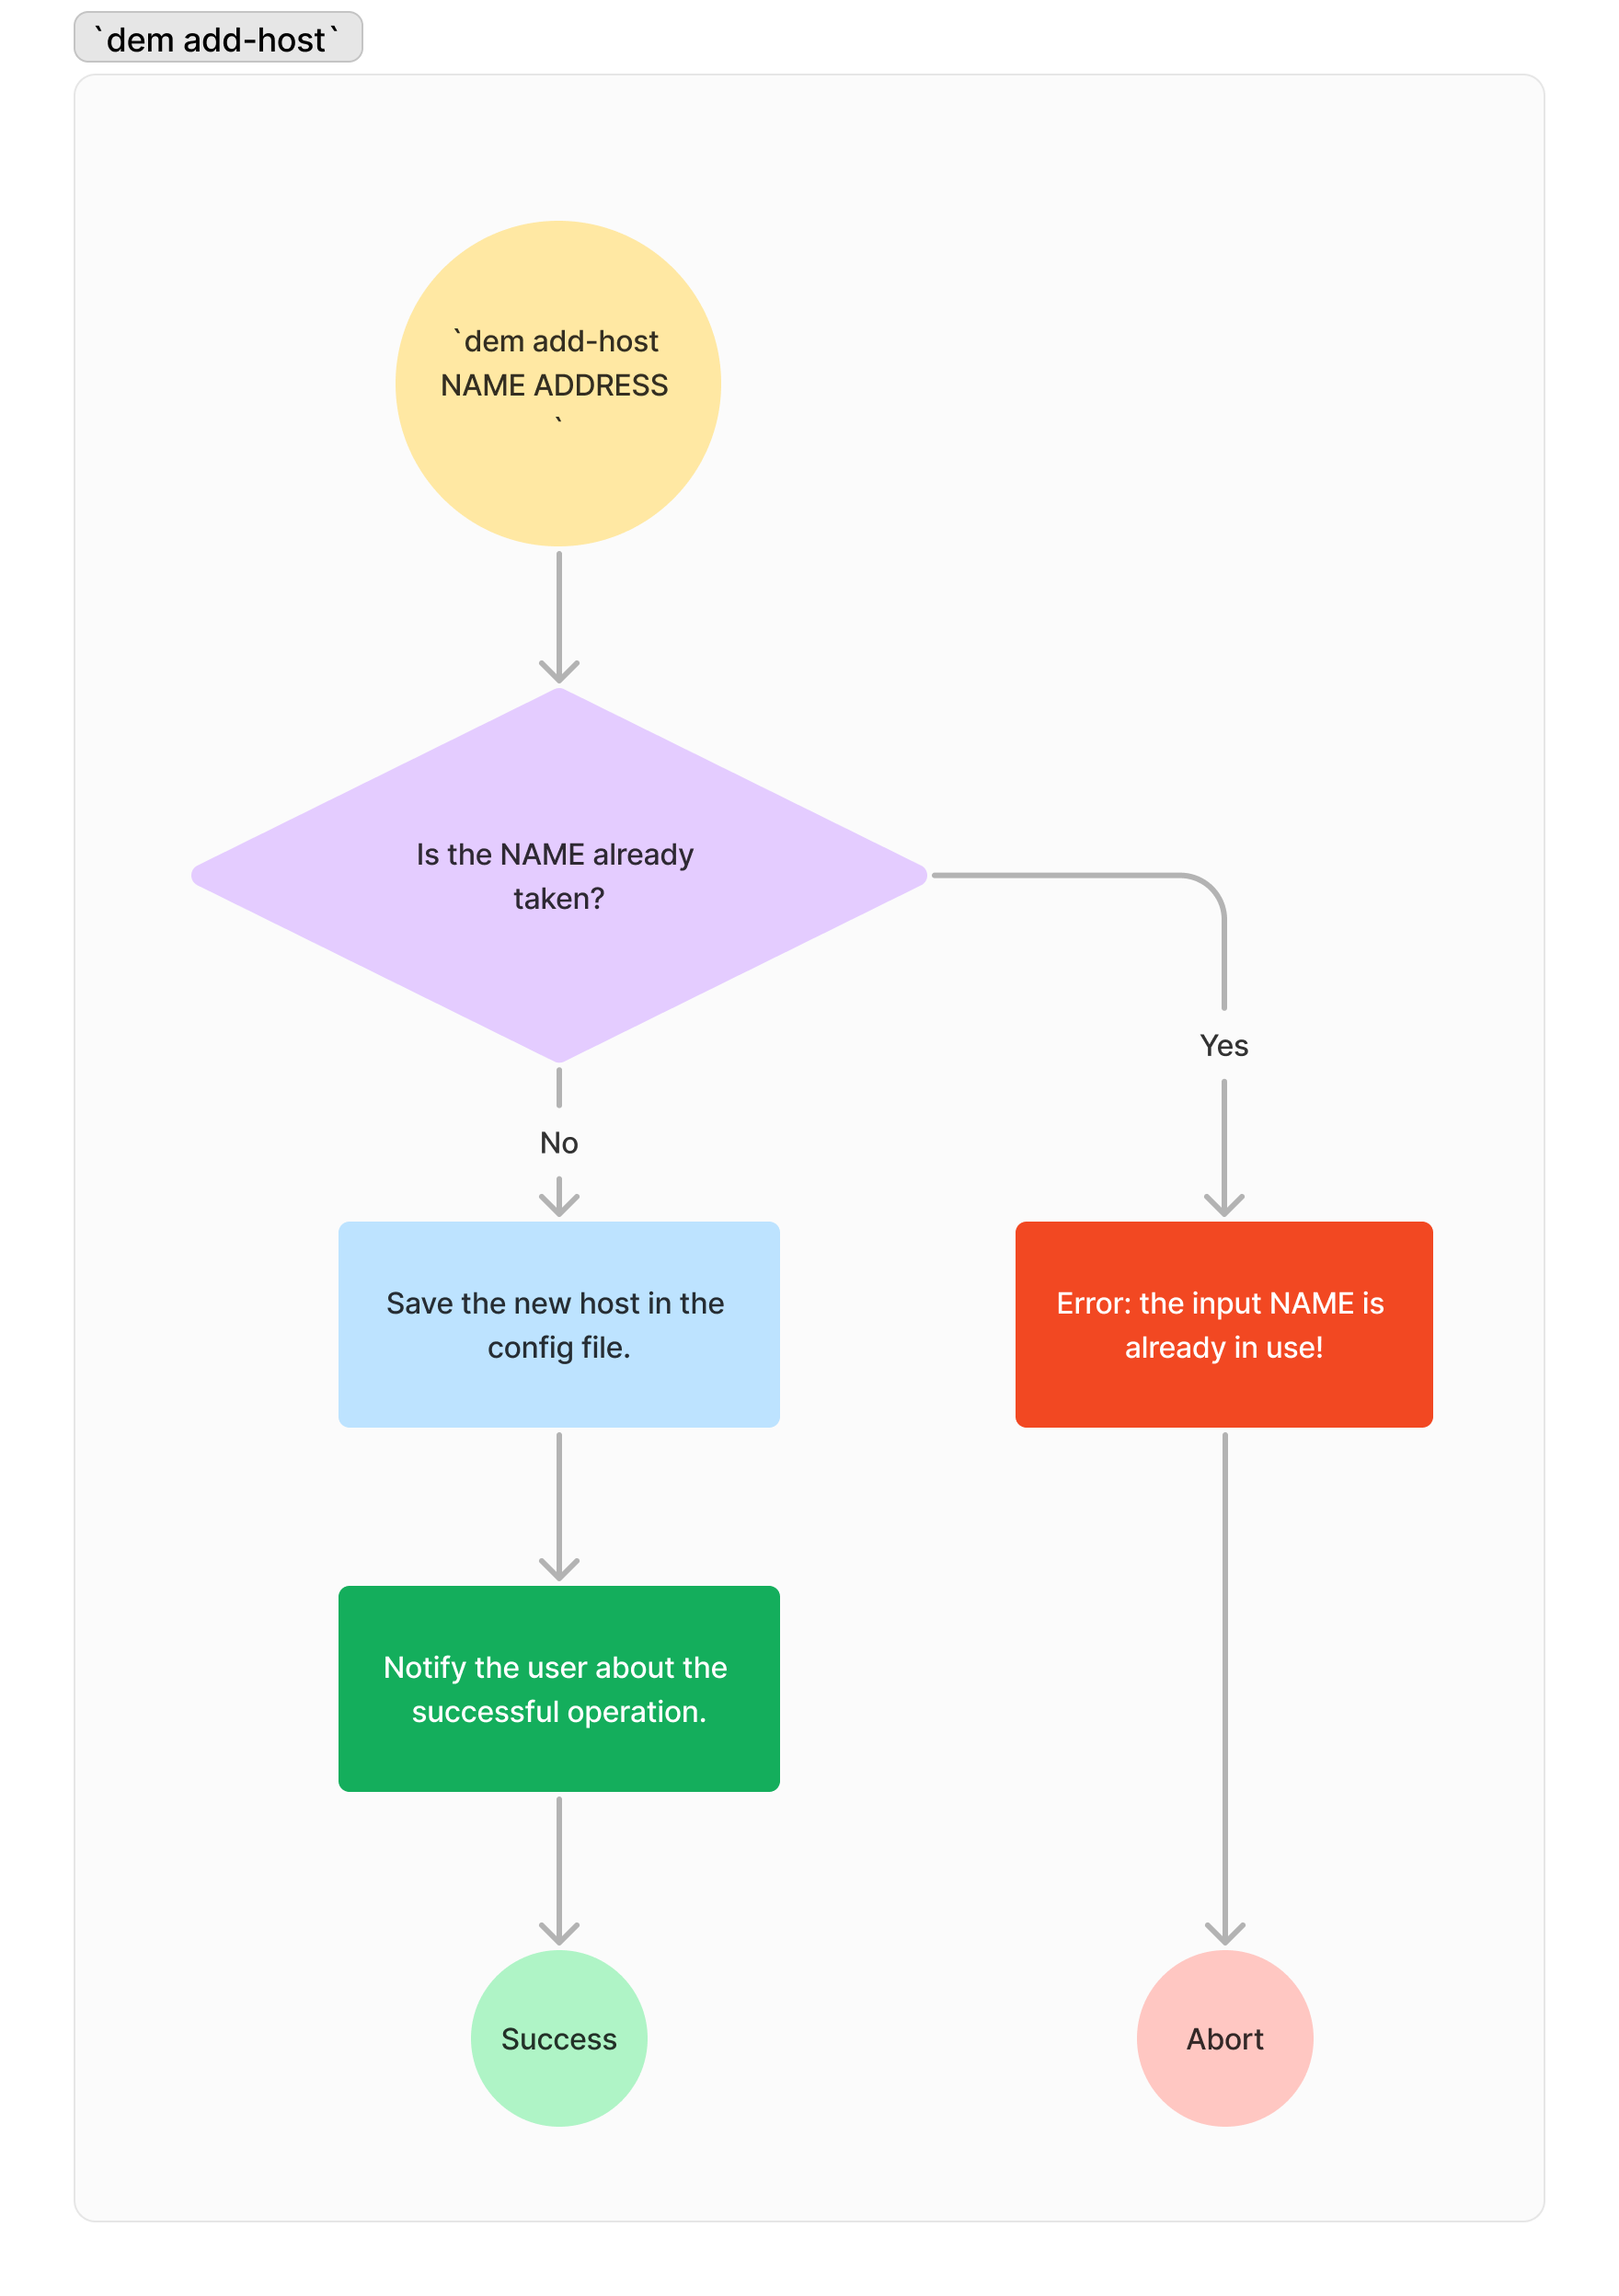 `dem add-host`
`dem add-host
NAME ADDRESS
`
Is the NAME already
taken?
Yes
No
Save the new host in the
config file.
Error: the input NAME is
already in use!
Notify the user about the
successful operation.
Success
Abort